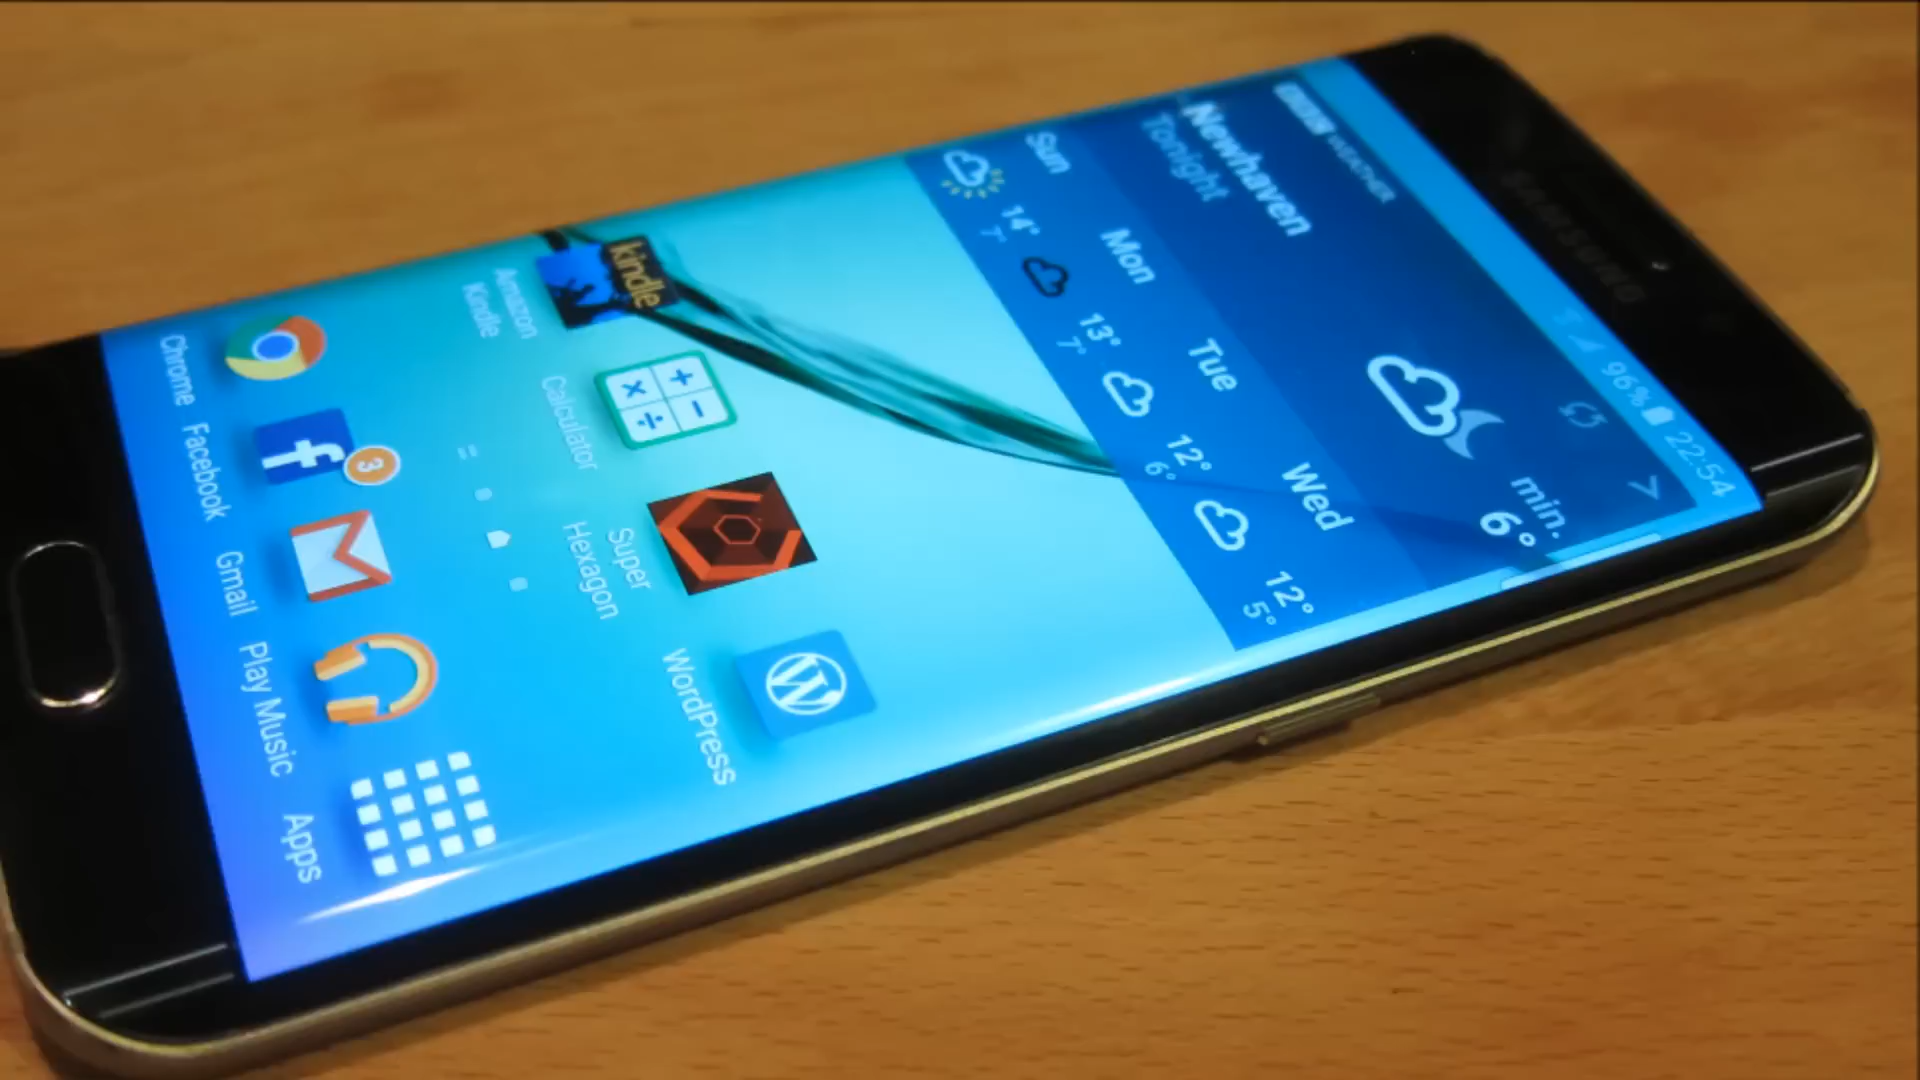 SAMSUNG
96% 22:54
BBC WEATHER
Newhaven
Tonight
min.
6°
Sun Mon Tue Wed
14° 13° 12° 12°
7° 7° 6° 5°
kindle
Amazon
Kindle
Calculator
Super
Hexagon
WordPress
3
Chrome Facebook Gmail Play Music Apps